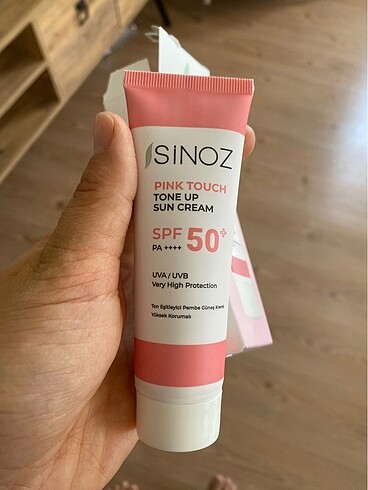 SiNOZ
PINK TOUCH
TONE UP
SUN CREAM
SPF 50+
PA ++++
UVA / UVB
Very High Protection
Ton Eşitleyici Pembe Güneş Kremi
Yüksek Korumalı